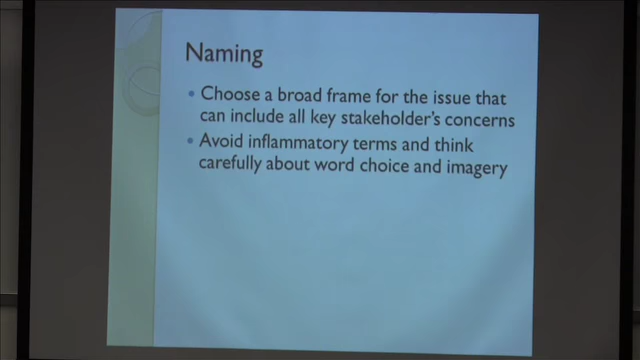 Naming
• Choose a broad frame for the issue that
can include all key stakeholder's concerns
• Avoid inflammatory terms and think
carefully about word choice and imagery